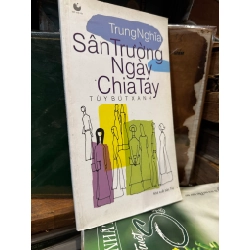 Trung Nghĩa
Sân Trường
Ngày
Chia Tay
TÙY BÚT XANH